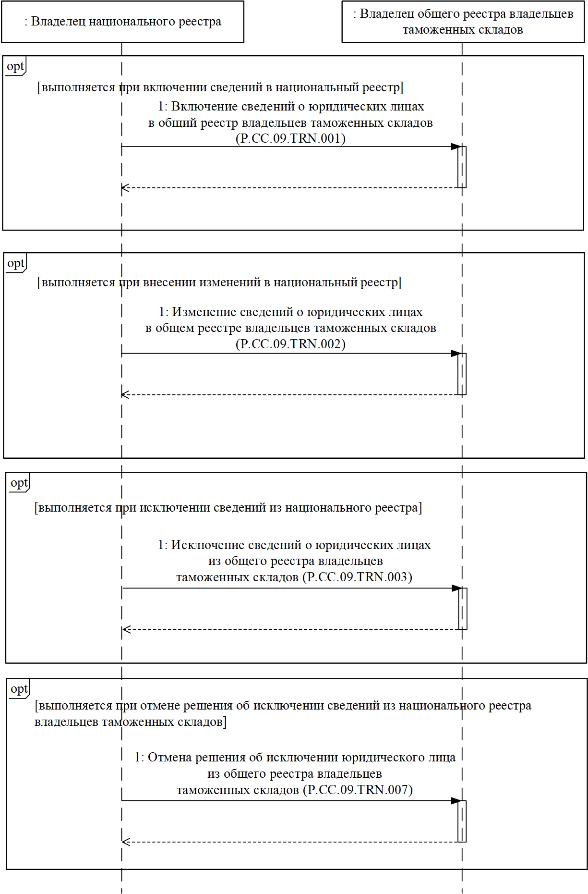 : Владелец национального реестра
: Владелец общего реестра владельцев
таможенных складов
opt
[выполняется при включении сведений в национальный реестр]
1: Включение сведений о юридических лицах
в общий реестр владельцев таможенных складов
(P.CC.09.TRN.001)
opt
[выполняется при внесении изменений в национальный реестр]
1: Изменение сведений о юридических лицах
в общем реестре владельцев таможенных складов
(P.CC.09.TRN.002)
opt
[выполняется при исключении сведений из национального реестра]
1: Исключение сведений о юридических лицах
из общего реестра владельцев
таможенных складов (P.CC.09.TRN.003)
opt
[выполняется при отмене решения об исключении сведений из национального реестра
владельцев таможенных складов]
1: Отмена решения об исключении юридического лица
из общего реестра владельцев
таможенных складов (P.CC.09.TRN.007)